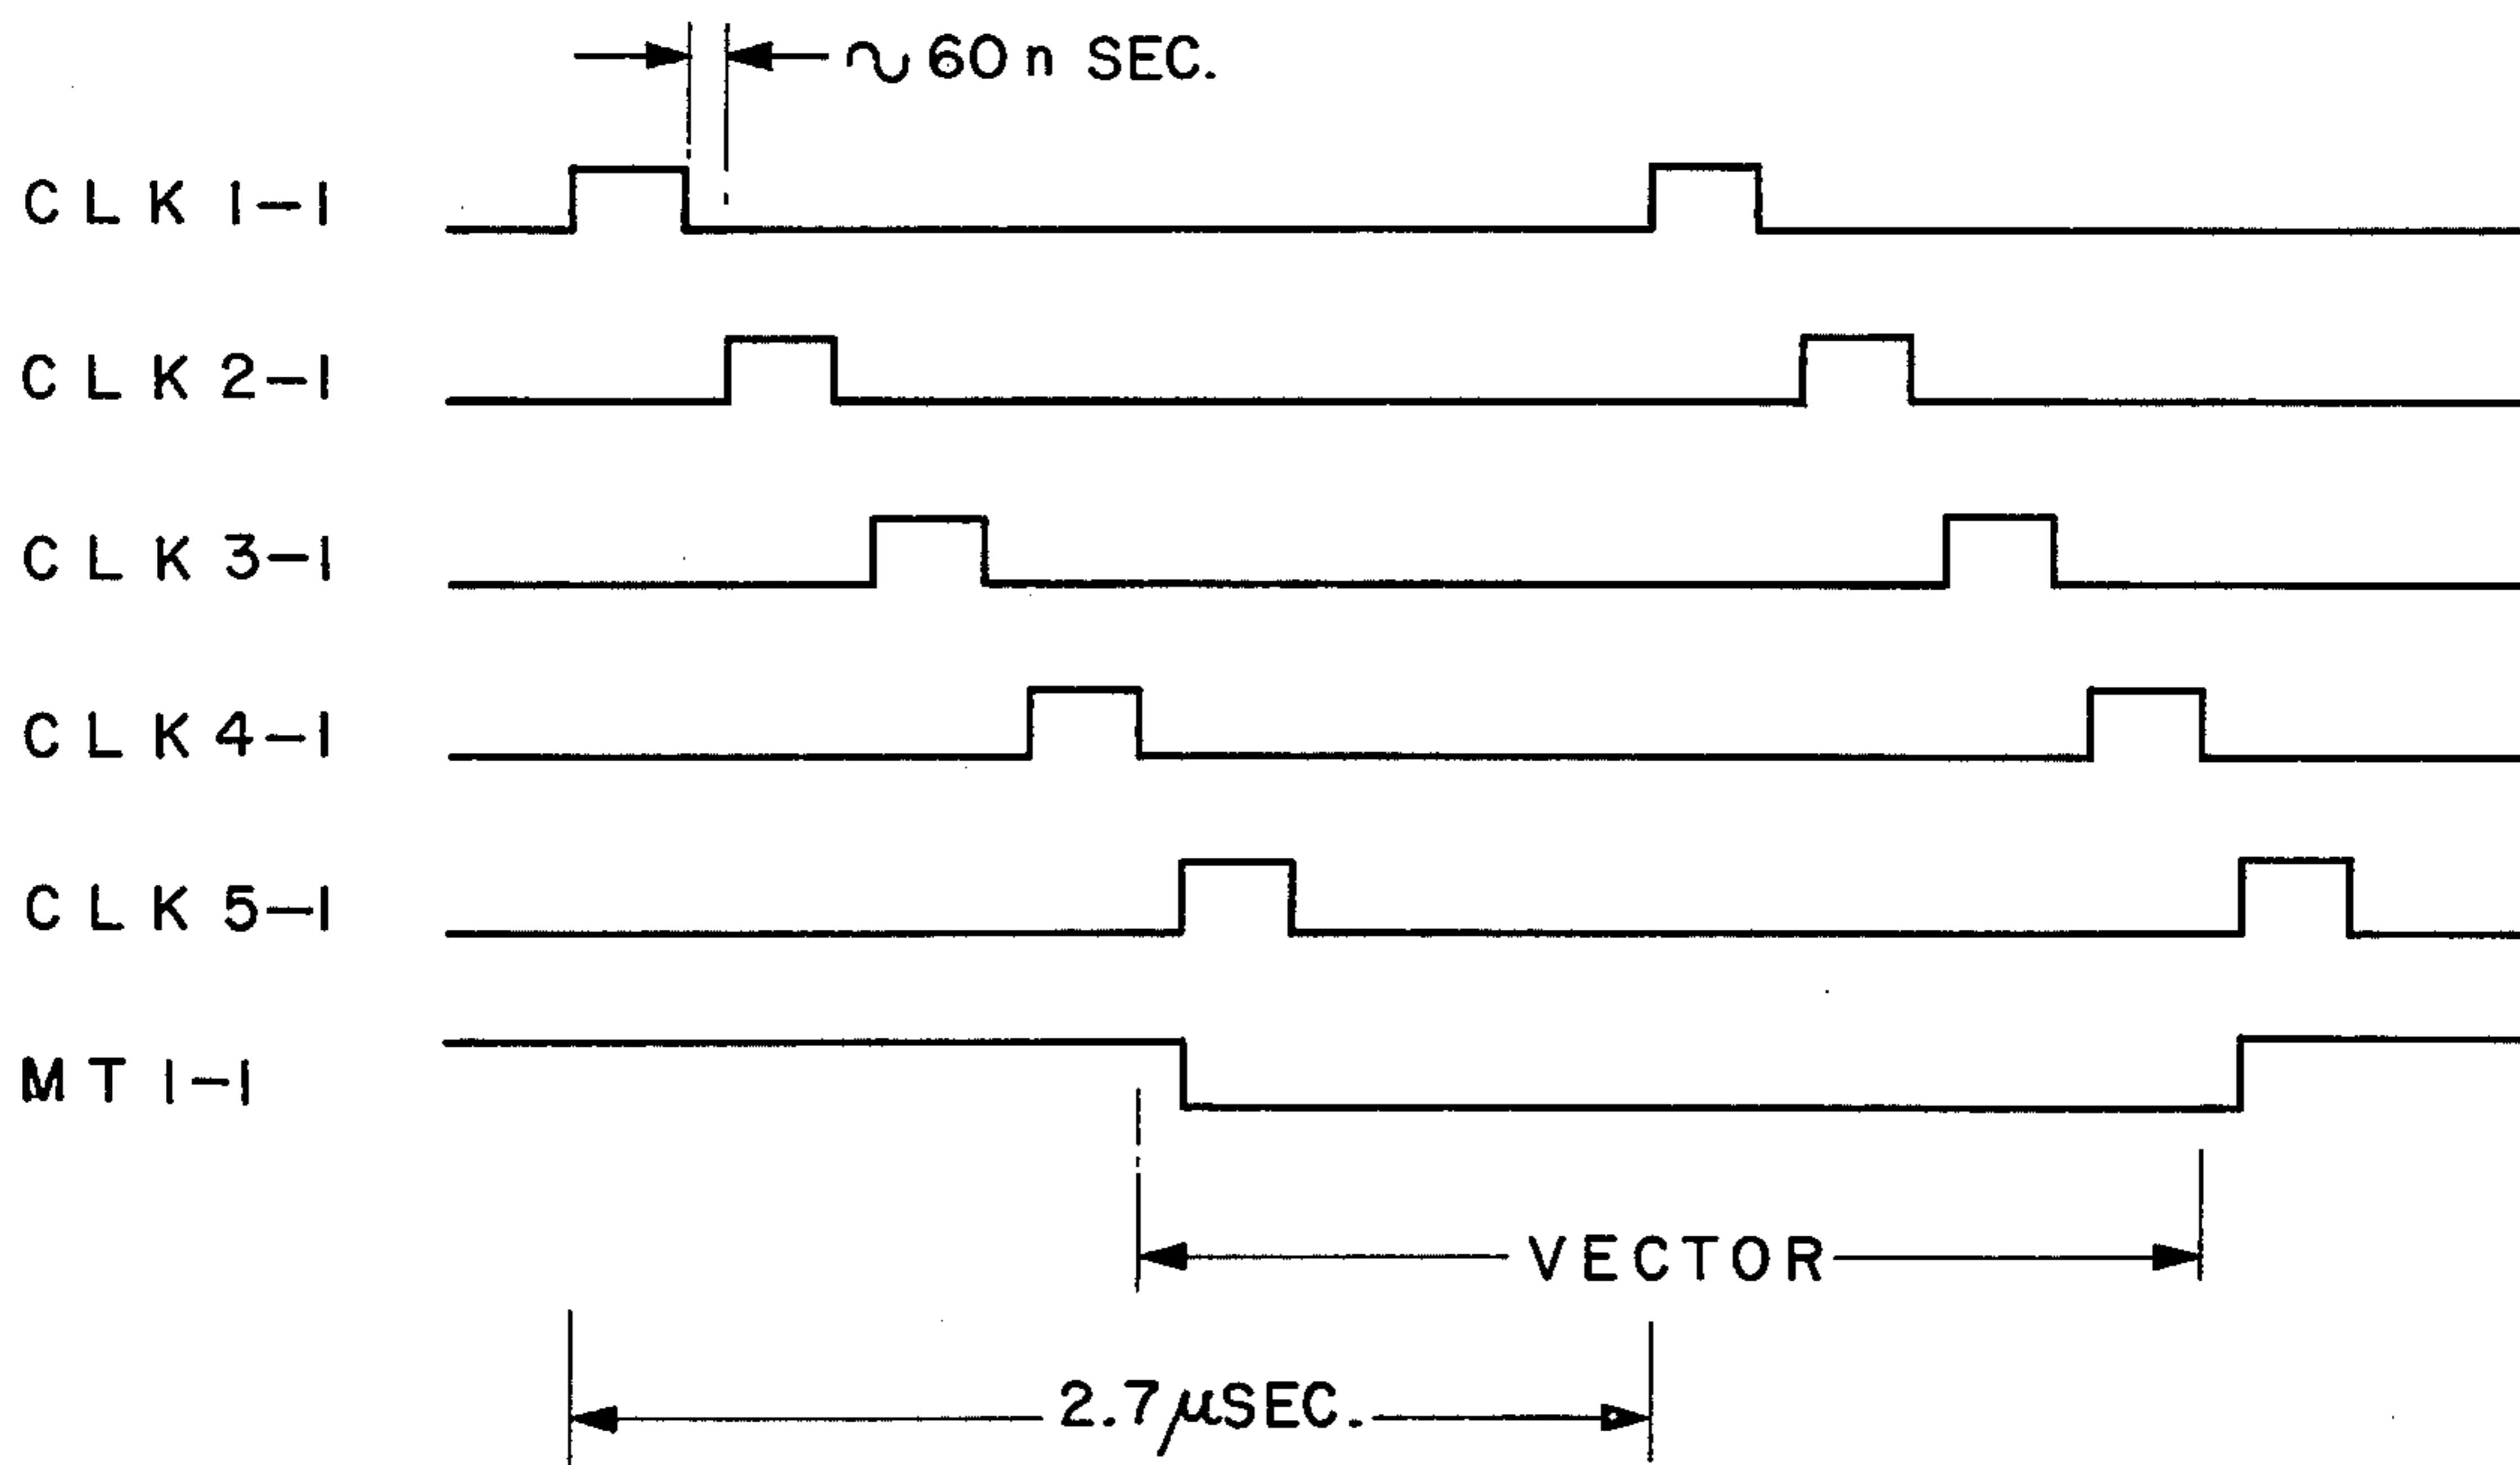 ~60n SEC.
CLK 1-1
CLK 2-1
CLK 3-1
CLK 4-1
CLK 5-1
MT 1-1
VECTOR
2.7μSEC.